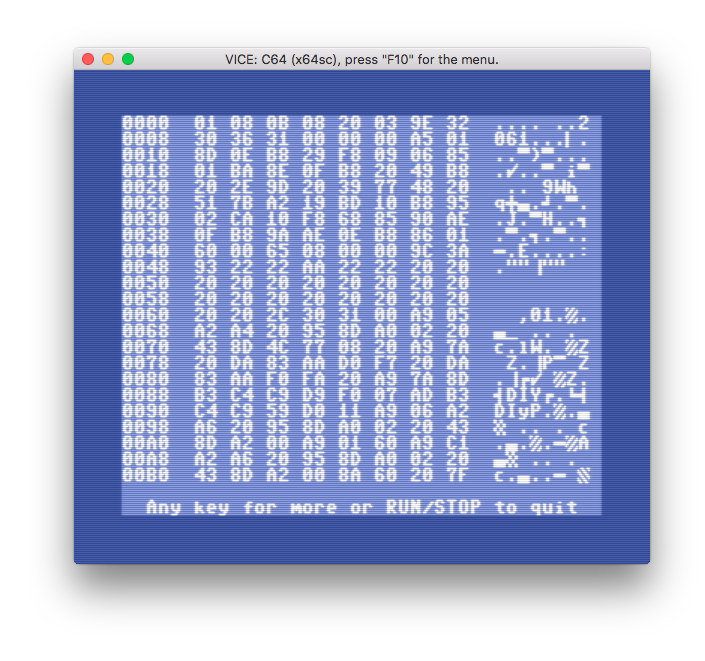 VICE: C64 (x64sc), press "F10" for the menu.
0000 01 08 0B 08 20 03 9E 32 .... ..2
0008 30 36 31 00 00 00 A5 01 061...▏.
0010 8D 0E B8 29 F8 09 06 85
0018 01 BA 8E 0F B8 20 49 B8
0020 20 2E 9D 20 39 77 48 20 .. 9Wh
0028 51 7B A2 19 BD 10 B8 95
0030 02 CA 10 F8 68 85 90 AE
0038 0F B8 9A AE 0E B8 86 01
0040 60 00 65 08 00 00 9C 3A
0048 93 22 22 AA 22 22 20 20
0050 20 20 20 20 20 20 20 20
0058 20 20 20 20 20 20 20 20
0060 20 20 2C 30 31 00 A9 05
0068 A2 A4 20 95 8D A0 02 20
0070 43 8D 4C 77 08 20 A9 7A
0078 20 DA 83 AA D0 F7 20 DA
0080 83 AA F0 FA 20 A9 7A 8D
0088 B3 C4 C9 D9 F0 07 AD B3
0090 C4 C9 59 D0 11 A9 06 A2
0098 A6 20 95 8D A0 02 20 43
00A0 8D A2 00 A9 01 60 A9 C1
00A8 A2 A6 20 95 8D A0 02 20
00B0 43 8D A2 00 8A 60 20 7F
Any key for more or RUN/STOP to quit